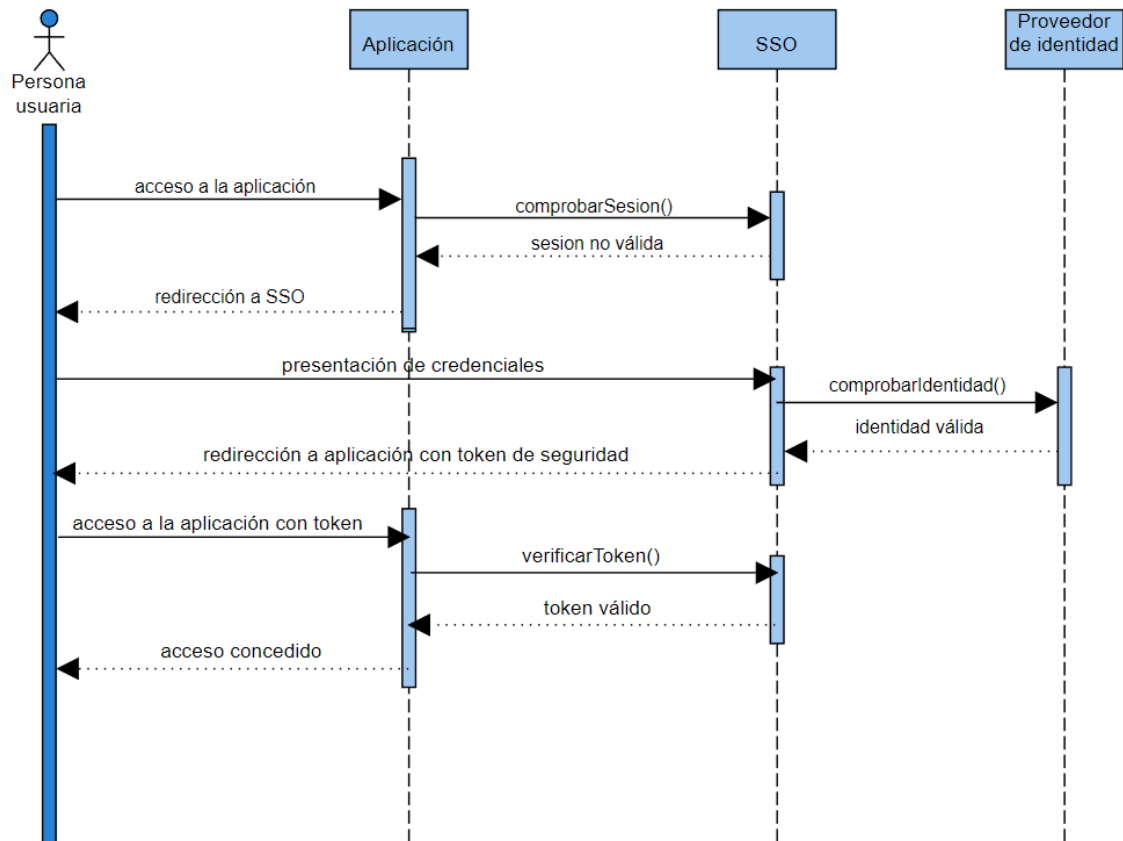 Persona
usuaria
Aplicación
SSO
Proveedor
de identidad
acceso a la aplicación
comprobarSesion()
sesion no válida
redirección a SSO
presentación de credenciales
comprobarIdentidad()
identidad válida
redirección a aplicación con token de seguridad
acceso a la aplicación con token
verificarToken()
token válido
acceso concedido